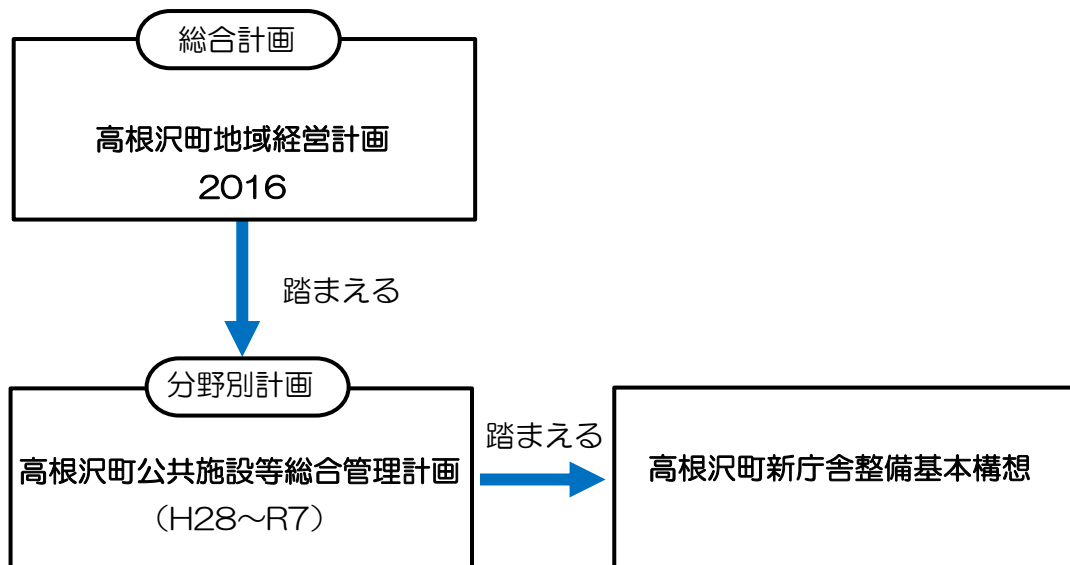 総合計画
高根沢町地域経営計画
2016
踏まえる
分野別計画
高根沢町公共施設等総合管理計画
（H28～R7）
踏まえる
高根沢町新庁舎整備基本構想